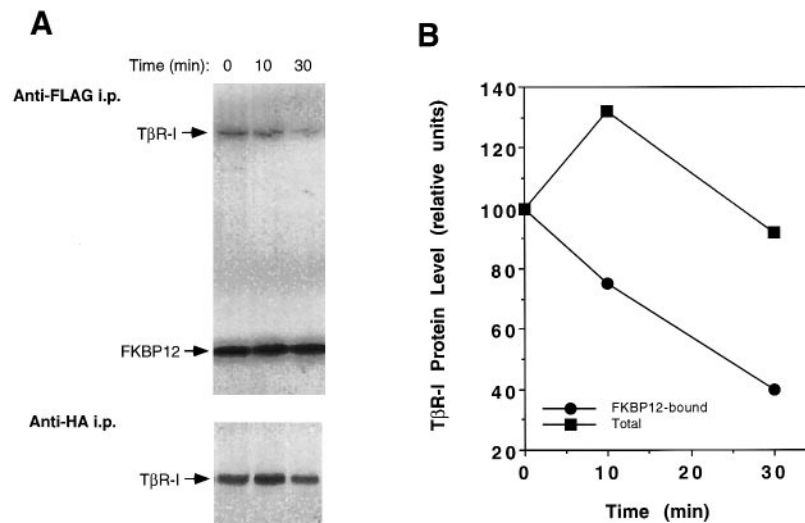 A
Time (min): 0 10 30
Anti-FLAG i.p.
TβR-I
FKBP12
Anti-HA i.p.
TβR-I
B
TβR-I Protein Level (relative units)
140
120
100
80
60
40
20
FKBP12-bound
Total
0 10 20 30
Time (min)